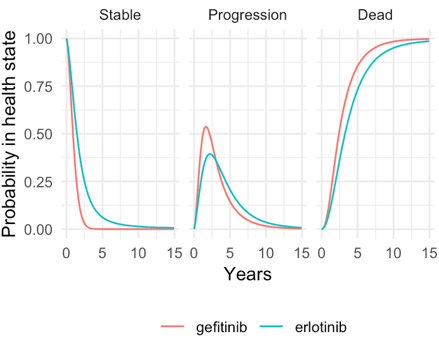 Stable Progression Dead
Probability in health state
1.00
0.75
0.50
0.25
0.00
0 5 10 15 0 5 10 15 0 5 10 15
Years
gefitinib erlotinib